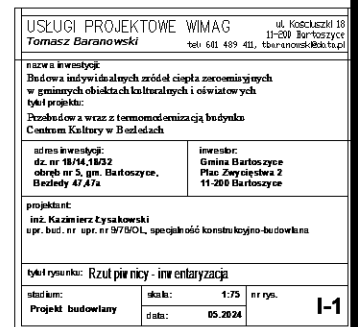 USŁUGI PROJEKTOWE WIMAG
Tomasz Baranowski
ul. Kościuszki 18
11-200 Bartoszyce
tel: 601 489 411, tbaranowski@data.pl
nazwa inwestycji:
Budowa indywidualnych źródeł ciepła zeroemisyjnych
w gminnych obiektach kulturalnych i oświatowych
tytuł projektu:
Przebudowa wraz z termomodernizacją budynku
Centrum Kultury w Bezledach
adres inwestycji:
dz. nr 18/14,18/32
obręb nr 5, gm. Bartoszyce,
Bezledy 47,47a
inwestor:
Gmina Bartoszyce
Plac Zwycięstwa 2
11-200 Bartoszyce
projektant:
inż. Kazimierz Łysakowski
upr. bud. nr upr. nr 9/78/OL, specjalność konstrukcyjno-budowlana
tytuł rysunku: Rzut piwnicy - inwentaryzacja
stadium:
Projekt budowlany
skala: 1:75
data: 05.2024
nr rys.
I-1